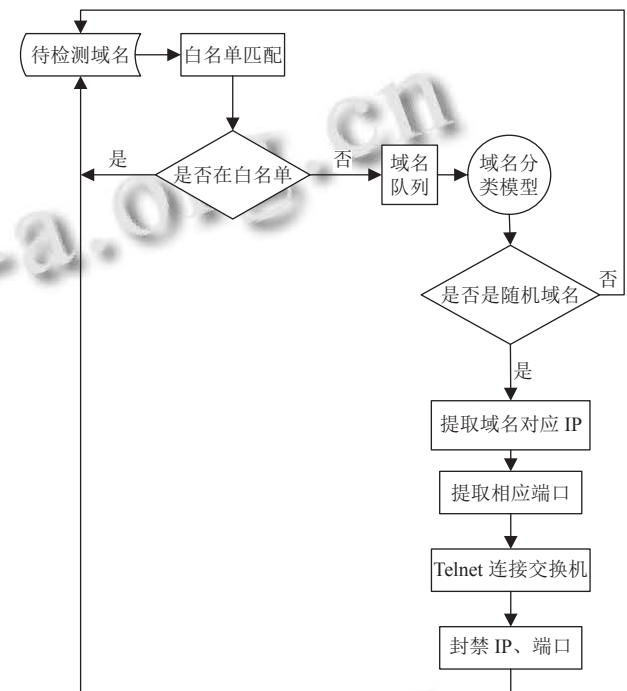 待检测域名
白名单匹配
是否在白名单
是
否
域名
队列
域名分
类模型
是否是随机域名
否
是
提取域名对应 IP
提取相应端口
Telnet 连接交换机
封禁 IP、端口
-a.org.cn